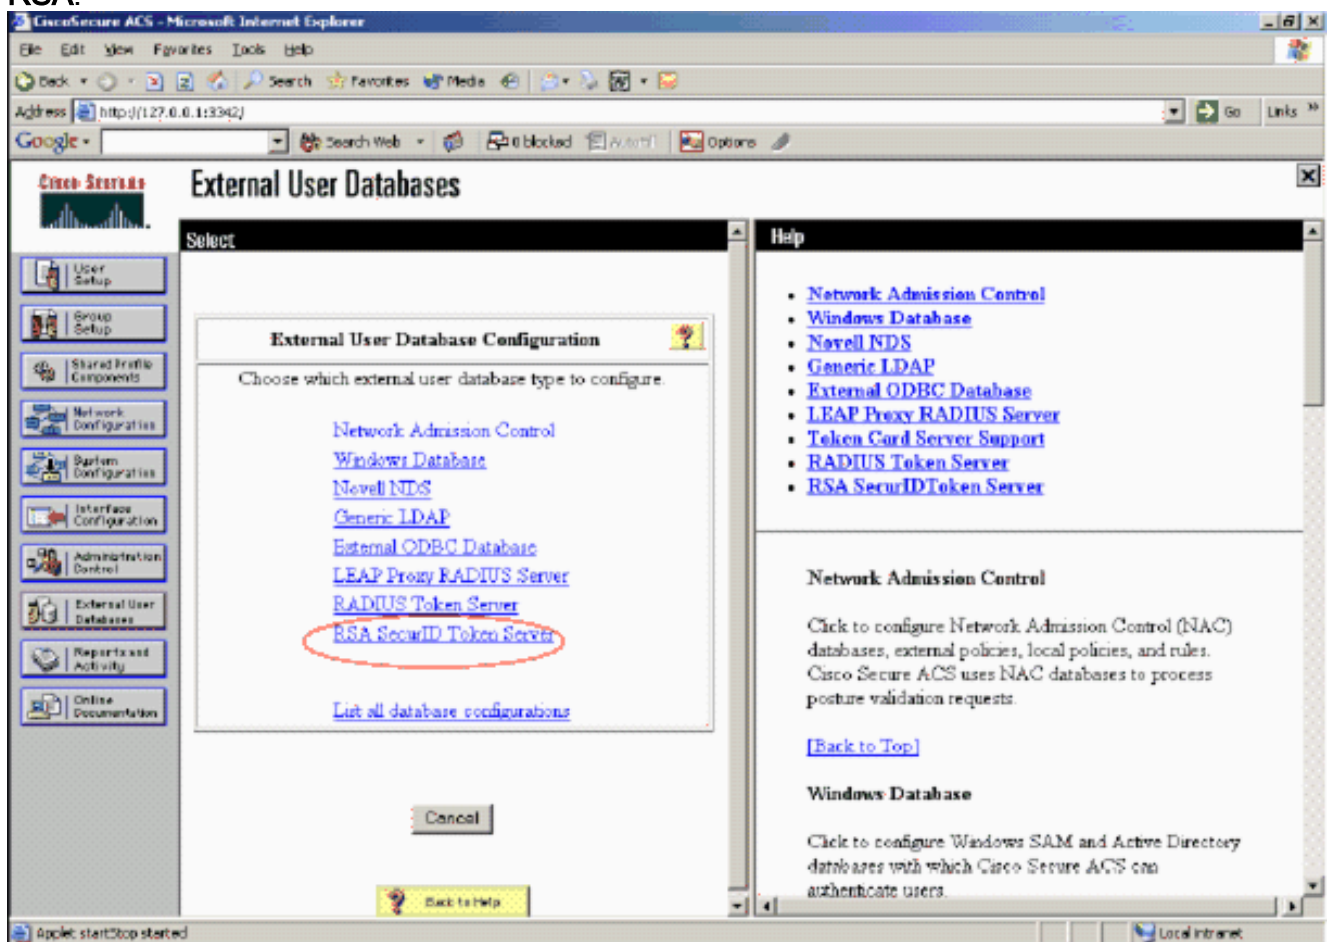 RSA.
CiscoSecure ACS - Microsoft Internet Explorer
File Edit View Favorites Tools Help
Back Search Favorites Media
Address http://127.0.0.1:3342/ Go Links »
Google Search Web 0 blocked AutoFill Options
Cisco Systems
External User Databases
Select
User Setup
Group Setup
Shared Profile Components
Network Configuration
System Configuration
Interface Configuration
Administration Control
External User Databases
Reports and Activity
Online Documentation
External User Database Configuration
Choose which external user database type to configure.
Network Admission Control
Windows Database
Novell NDS
Generic LDAP
External ODBC Database
LEAP Proxy RADIUS Server
RADIUS Token Server
RSA SecurID Token Server
List all database configurations
Cancel
Back to Help
Help
• Network Admission Control
• Windows Database
• Novell NDS
• Generic LDAP
• External ODBC Database
• LEAP Proxy RADIUS Server
• Token Card Server Support
• RADIUS Token Server
• RSA SecurIDToken Server
Network Admission Control
Click to configure Network Admission Control (NAC)
databases, external policies, local policies, and rules.
Cisco Secure ACS uses NAC databases to process
posture validation requests.
[Back to Top]
Windows Database
Click to configure Windows SAM and Active Directory
databases with which Cisco Secure ACS can
authenticate users.
Applet startStop started
Local intranet